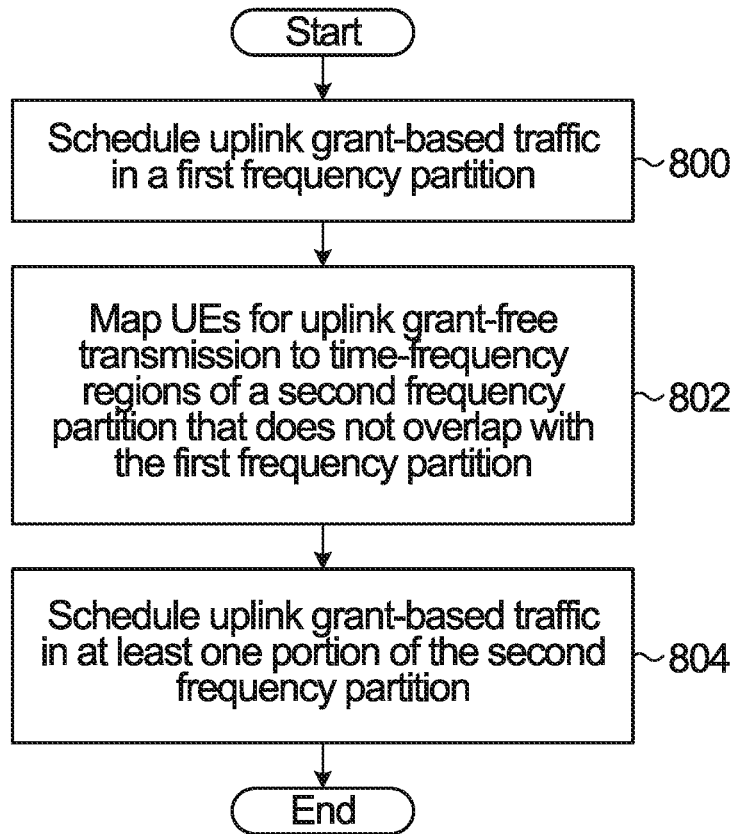 Start
Schedule uplink grant-based traffic
in a first frequency partition
800
Map UEs for uplink grant-free
transmission to time-frequency
regions of a second frequency
partition that does not overlap with
the first frequency partition
802
Schedule uplink grant-based traffic
in at least one portion of the second
frequency partition
804
End